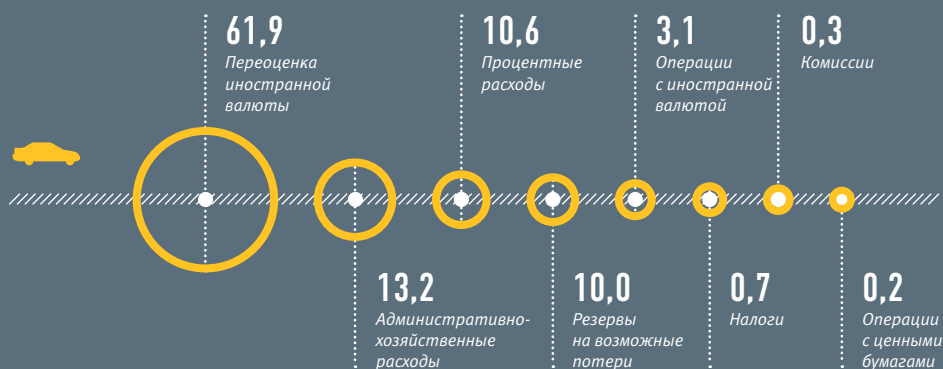 61,9
Переоценка
иностранной
валюты
10,6
Процентные
расходы
3,1
Операции
с иностранной
валютой
0,3
Комиссии
13,2
Административно-
хозяйственные
расходы
10,0
Резервы
на возможные
потери
0,7
Налоги
0,2
Операции
с ценными
бумагами